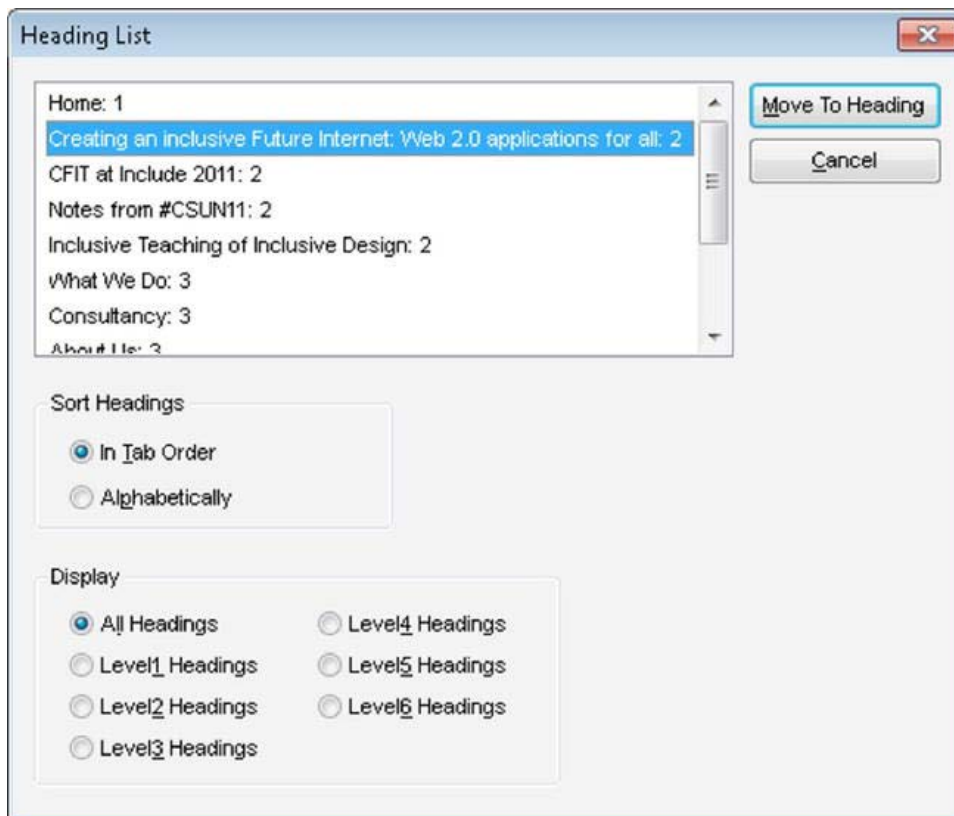 Heading List
Home: 1
Creating an inclusive Future Internet: Web 2.0 applications for all: 2
CFIT at Include 2011: 2
Notes from #CSUN11: 2
Inclusive Teaching of Inclusive Design: 2
What We Do: 3
Consultancy: 3
About Us: 3
Move To Heading
Cancel
Sort Headings
In Tab Order
Alphabetically
Display
All Headings
Level1 Headings
Level2 Headings
Level3 Headings
Level4 Headings
Level5 Headings
Level6 Headings